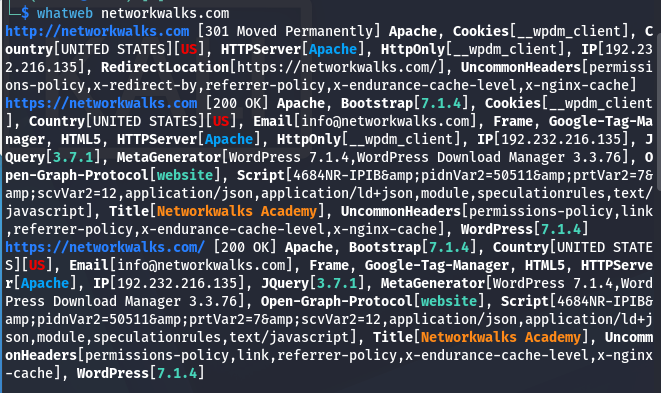 └─$ whatweb networkwalks.com
http://networkwalks.com [301 Moved Permanently] Apache, Cookies[__wpdm_client], C
ountry[UNITED STATES][US], HTTPServer[Apache], HttpOnly[__wpdm_client], IP[192.23
2.216.135], RedirectLocation[https://networkwalks.com/], UncommonHeaders[permissi
ons-policy,x-redirect-by,referrer-policy,x-endurance-cache-level,x-nginx-cache]
https://networkwalks.com [200 OK] Apache, Bootstrap[7.1.4], Cookies[__wpdm_client
], Country[UNITED STATES][US], Email[info@networkwalks.com], Frame, Google-Tag-Ma
nager, HTML5, HTTPServer[Apache], HttpOnly[__wpdm_client], IP[192.232.216.135], J
Query[3.7.1], MetaGenerator[WordPress 7.1.4,WordPress Download Manager 3.3.76], O
pen-Graph-Protocol[website], Script[4684NR-IPIB&amp;pidnVar2=50511&amp;prtVar2=7&
amp;scvVar2=12,application/json,application/ld+json,module,speculationrules,text/
javascript], Title[Networkwalks Academy], UncommonHeaders[permissions-policy,link
,referrer-policy,x-endurance-cache-level,x-nginx-cache], WordPress[7.1.4]
https://networkwalks.com/ [200 OK] Apache, Bootstrap[7.1.4], Country[UNITED STATE
S][US], Email[info@networkwalks.com], Frame, Google-Tag-Manager, HTML5, HTTPServe
r[Apache], IP[192.232.216.135], JQuery[3.7.1], MetaGenerator[WordPress 7.1.4,Word
Press Download Manager 3.3.76], Open-Graph-Protocol[website], Script[4684NR-IPIB&
amp;pidnVar2=50511&amp;prtVar2=7&amp;scvVar2=12,application/json,application/ld+j
son,module,speculationrules,text/javascript], Title[Networkwalks Academy], Uncomm
onHeaders[permissions-policy,link,referrer-policy,x-endurance-cache-level,x-nginx
-cache], WordPress[7.1.4]